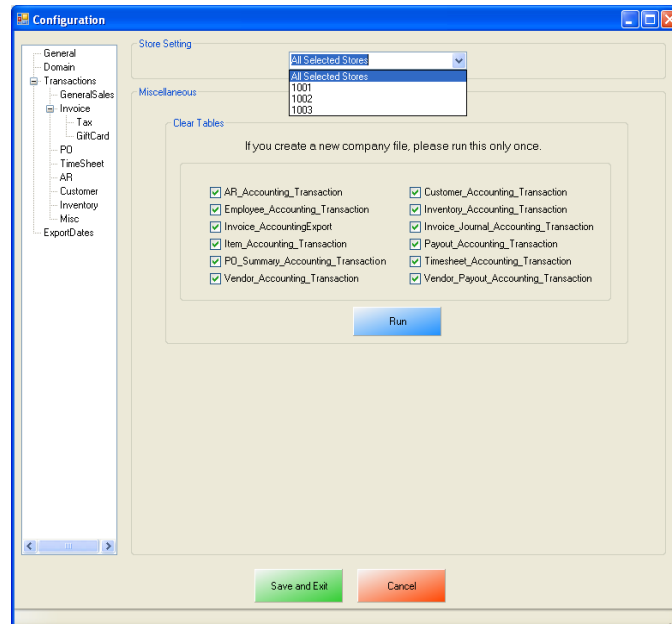 Configuration
General
Domain
Transactions
GeneralSales
Invoice
Tax
GiftCard
PO
TimeSheet
AR
Customer
Inventory
Misc
ExportDates
Store Setting
All Selected Stores
All Selected Stores
1001
1002
1003
Miscellaneous
Clear Tables
If you create a new company file, please run this only once.
AR_Accounting_Transaction Customer_Accounting_Transaction
Employee_Accounting_Transaction Inventory_Accounting_Transaction
Invoice_AccountingExport Invoice_Journal_Accounting_Transaction
Item_Accounting_Transaction Payout_Accounting_Transaction
PO_Summary_Accounting_Transaction Timesheet_Accounting_Transaction
Vendor_Accounting_Transaction Vendor_Payout_Accounting_Transaction
Run
Save and Exit Cancel